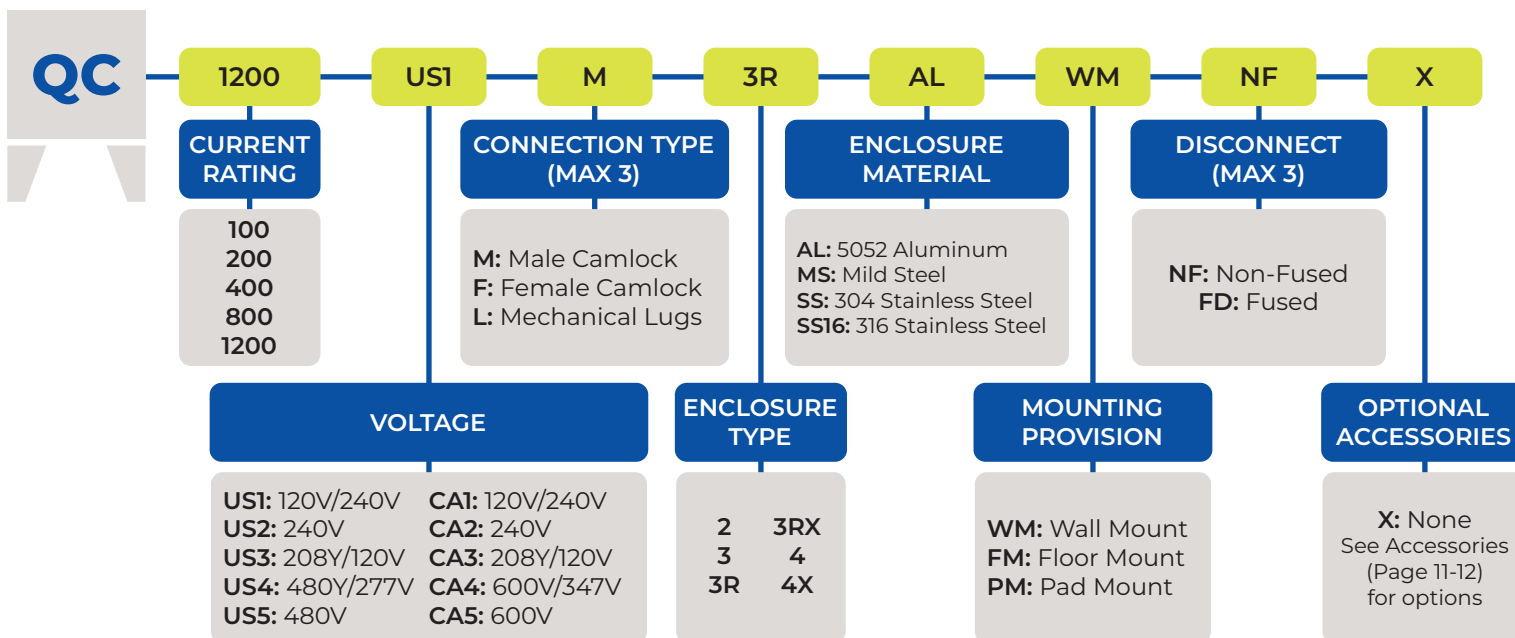 QC
1200
US1
M
3R
AL
WM
NF
X
CURRENT
RATING
100
200
400
800
1200
CONNECTION TYPE
(MAX 3)
M: Male Camlock
F: Female Camlock
L: Mechanical Lugs
ENCLOSURE
MATERIAL
AL: 5052 Aluminum
MS: Mild Steel
SS: 304 Stainless Steel
SS16: 316 Stainless Steel
DISCONNECT
(MAX 3)
NF: Non-Fused
FD: Fused
VOLTAGE
US1: 120V/240V CA1: 120V/240V
US2: 240V CA2: 240V
US3: 208Y/120V CA3: 208Y/120V
US4: 480Y/277V CA4: 600V/347V
US5: 480V CA5: 600V
ENCLOSURE
TYPE
2 3RX
3 4
3R 4X
MOUNTING
PROVISION
WM: Wall Mount
FM: Floor Mount
PM: Pad Mount
OPTIONAL
ACCESSORIES
X: None
See Accessories
(Page 11-12)
for options